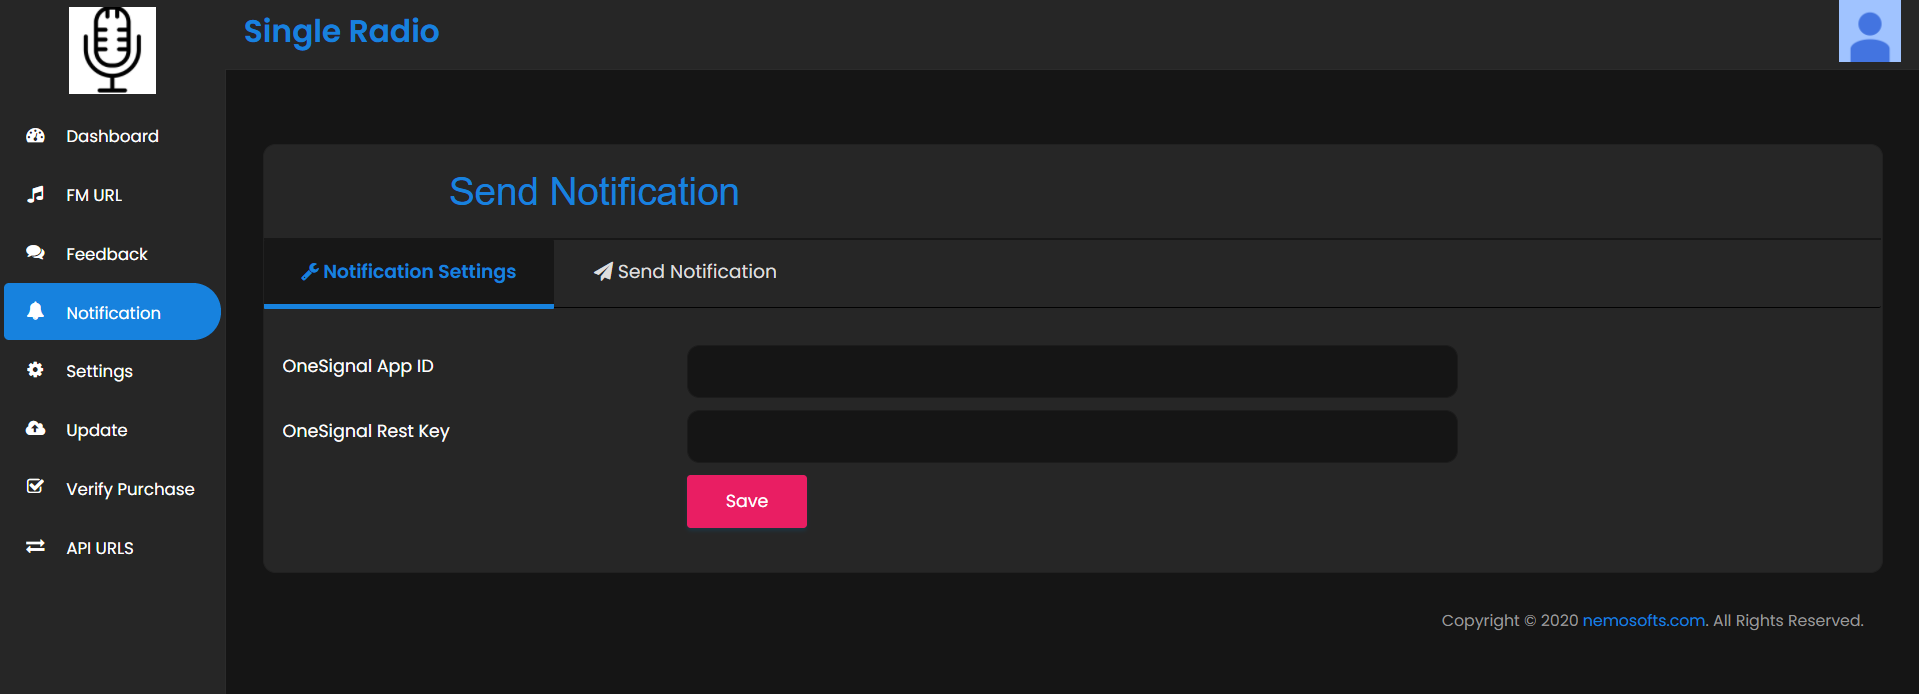 Single Radio
Dashboard
FM URL
Feedback
Notification
Settings
Update
Verify Purchase
API URLS
Send Notification
Notification Settings
Send Notification
OneSignal App ID
OneSignal Rest Key
Save
Copyright © 2020 nemosofts.com. All Rights Reserved.